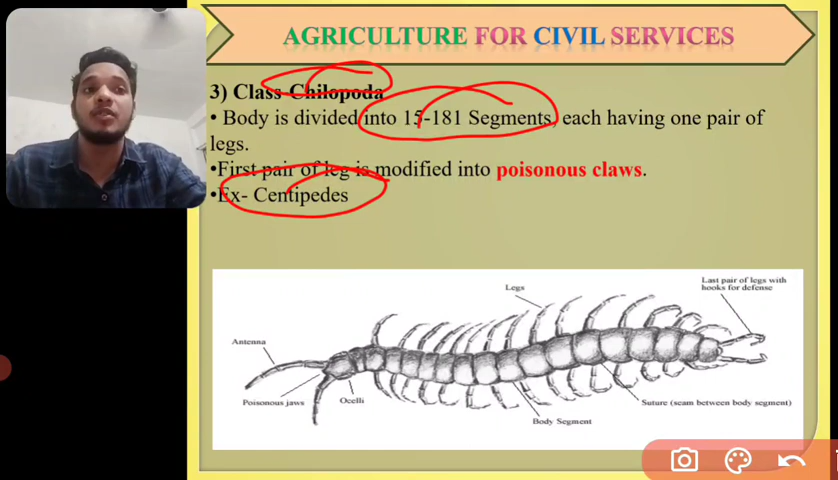 AGRICULTURE FOR CIVIL SERVICES
3) Class-Chilopoda
• Body is divided into 15-181 Segments, each having one pair of
legs.
•First pair of leg is modified into poisonous claws.
•Ex- Centipedes
Last pair of legs with
hooks for defense
Legs
Antenna
Poisonous jaws
Ocelli
Suture (seam between body segment)
Body Segment